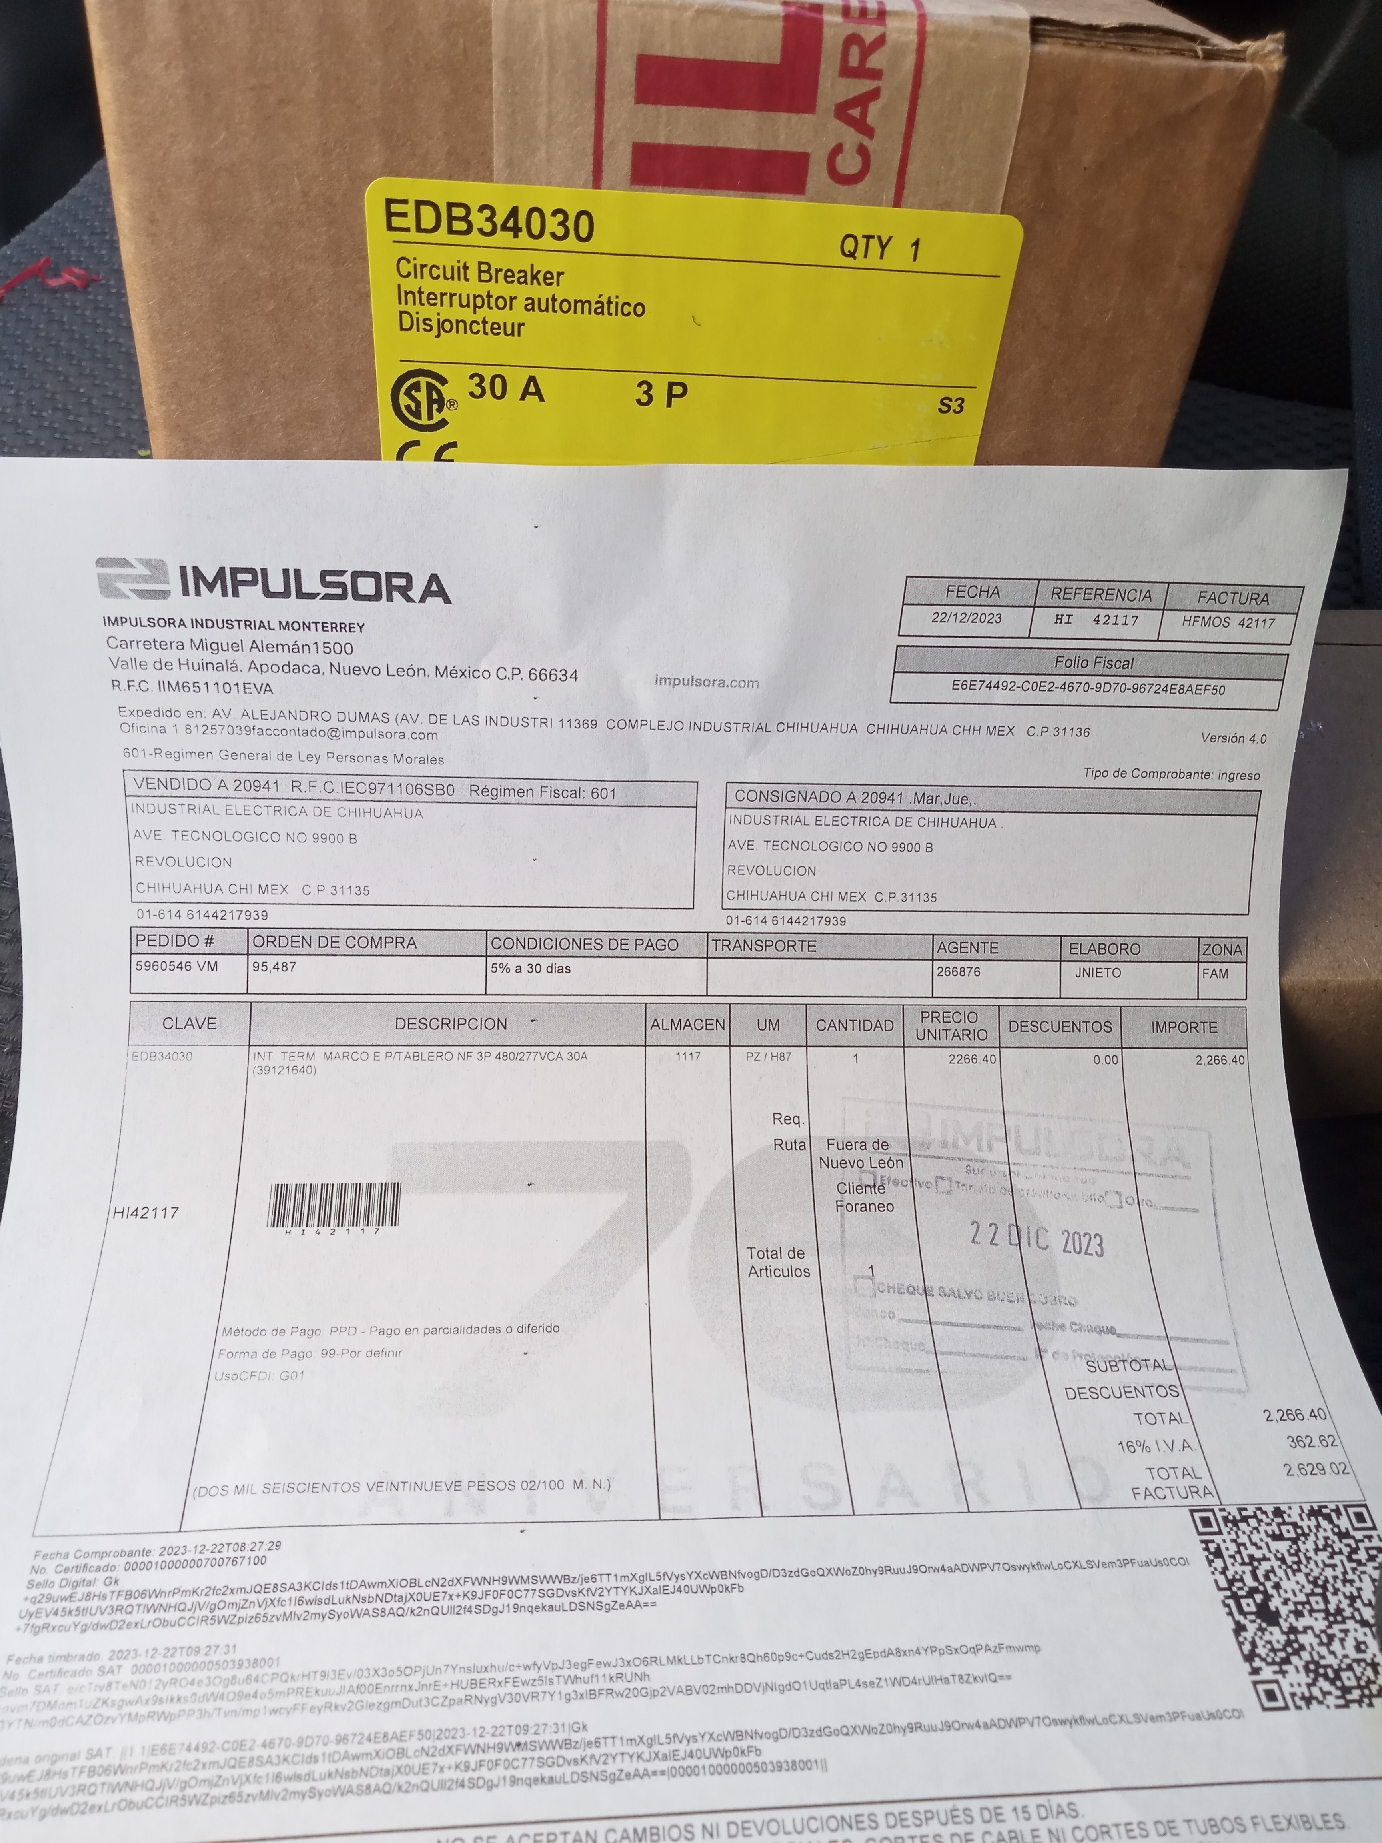 IL
CARE
EDB34030
QTY 1
Circuit Breaker
Interruptor automático
Disjoncteur
SA® 30 A 3 P
S3
CE
IMPULSORA
IMPULSORA INDUSTRIAL MONTERREY
Carretera Miguel Alemán1500
Valle de Huinalá. Apodaca, Nuevo León. México C.P. 66634
R.F.C. IIM651101EVA
impulsora.com
FECHA REFERENCIA FACTURA
22/12/2023 HI 42117 HFMOS 42117
Folio Fiscal
E6E74492-C0E2-4670-9D70-96724E8AEF50
Expedido en: AV. ALEJANDRO DUMAS (AV. DE LAS INDUSTRI 11369 COMPLEJO INDUSTRIAL CHIHUAHUA CHIHUAHUA CHH MEX C.P.31136
Oficina 1 81257039faccontado@impulsora.com
Versión 4.0
601-Regimen General de Ley Personas Morales
Tipo de Comprobante: ingreso
VENDIDO A 20941 R.F.C.IEC971106SB0 Régimen Fiscal: 601
INDUSTRIAL ELECTRICA DE CHIHUAHUA
AVE. TECNOLOGICO NO 9900 B
REVOLUCION
CHIHUAHUA CHI MEX C.P.31135
01-614 6144217939
CONSIGNADO A 20941 .Mar,Jue,.
INDUSTRIAL ELECTRICA DE CHIHUAHUA .
AVE. TECNOLOGICO NO 9900 B
REVOLUCION
CHIHUAHUA CHI MEX C.P.31135
01-614 6144217939
PEDIDO # ORDEN DE COMPRA CONDICIONES DE PAGO TRANSPORTE AGENTE ELABORO ZONA
5960546 VM 95,487 5% a 30 dias 266876 JNIETO FAM
CLAVE DESCRIPCION ALMACEN UM CANTIDAD PRECIO UNITARIO DESCUENTOS IMPORTE
EDB34030 INT. TERM. MARCO E P/TABLERO NF 3P 480/277VCA 30A 1117 PZ / H87 1 2266.40 0.00 2,266.40
(39121640)
Req.
Ruta Fuera de
Nuevo León
Cliente
Foraneo
HI42117
HI42117
Total de
Articulos 1
IMPULSORA
Efectivo
22 DIC 2023
CHEQUE SALVO BUEN COBRO
Fecha Cheque
Nº Cheque
Método de Pago: PPD - Pago en parcialidades o diferido
Forma de Pago: 99-Por definir
UsoCFDI: G01
SUBTOTAL
DESCUENTOS
TOTAL 2,266.40
16% I.V.A. 362.62
TOTAL 2,629.02
FACTURA
(DOS MIL SEISCIENTOS VEINTINUEVE PESOS 02/100 M. N.)
70
ANIVERSARIO
Fecha Comprobante: 2023-12-22T08:27:29
No. Certificado: 00001000000700767100
Sello Digital: Gk
Fecha timbrado. 2023-12-22T09:27:31
No. Certificado SAT 00001000000503938001
Sello SAT
NO SE ACEPTAN CAMBIOS NI DEVOLUCIONES DESPUÉS DE 15 DÍAS.
CORTES DE CABLE NI CORTES DE TUBOS FLEXIBLES.